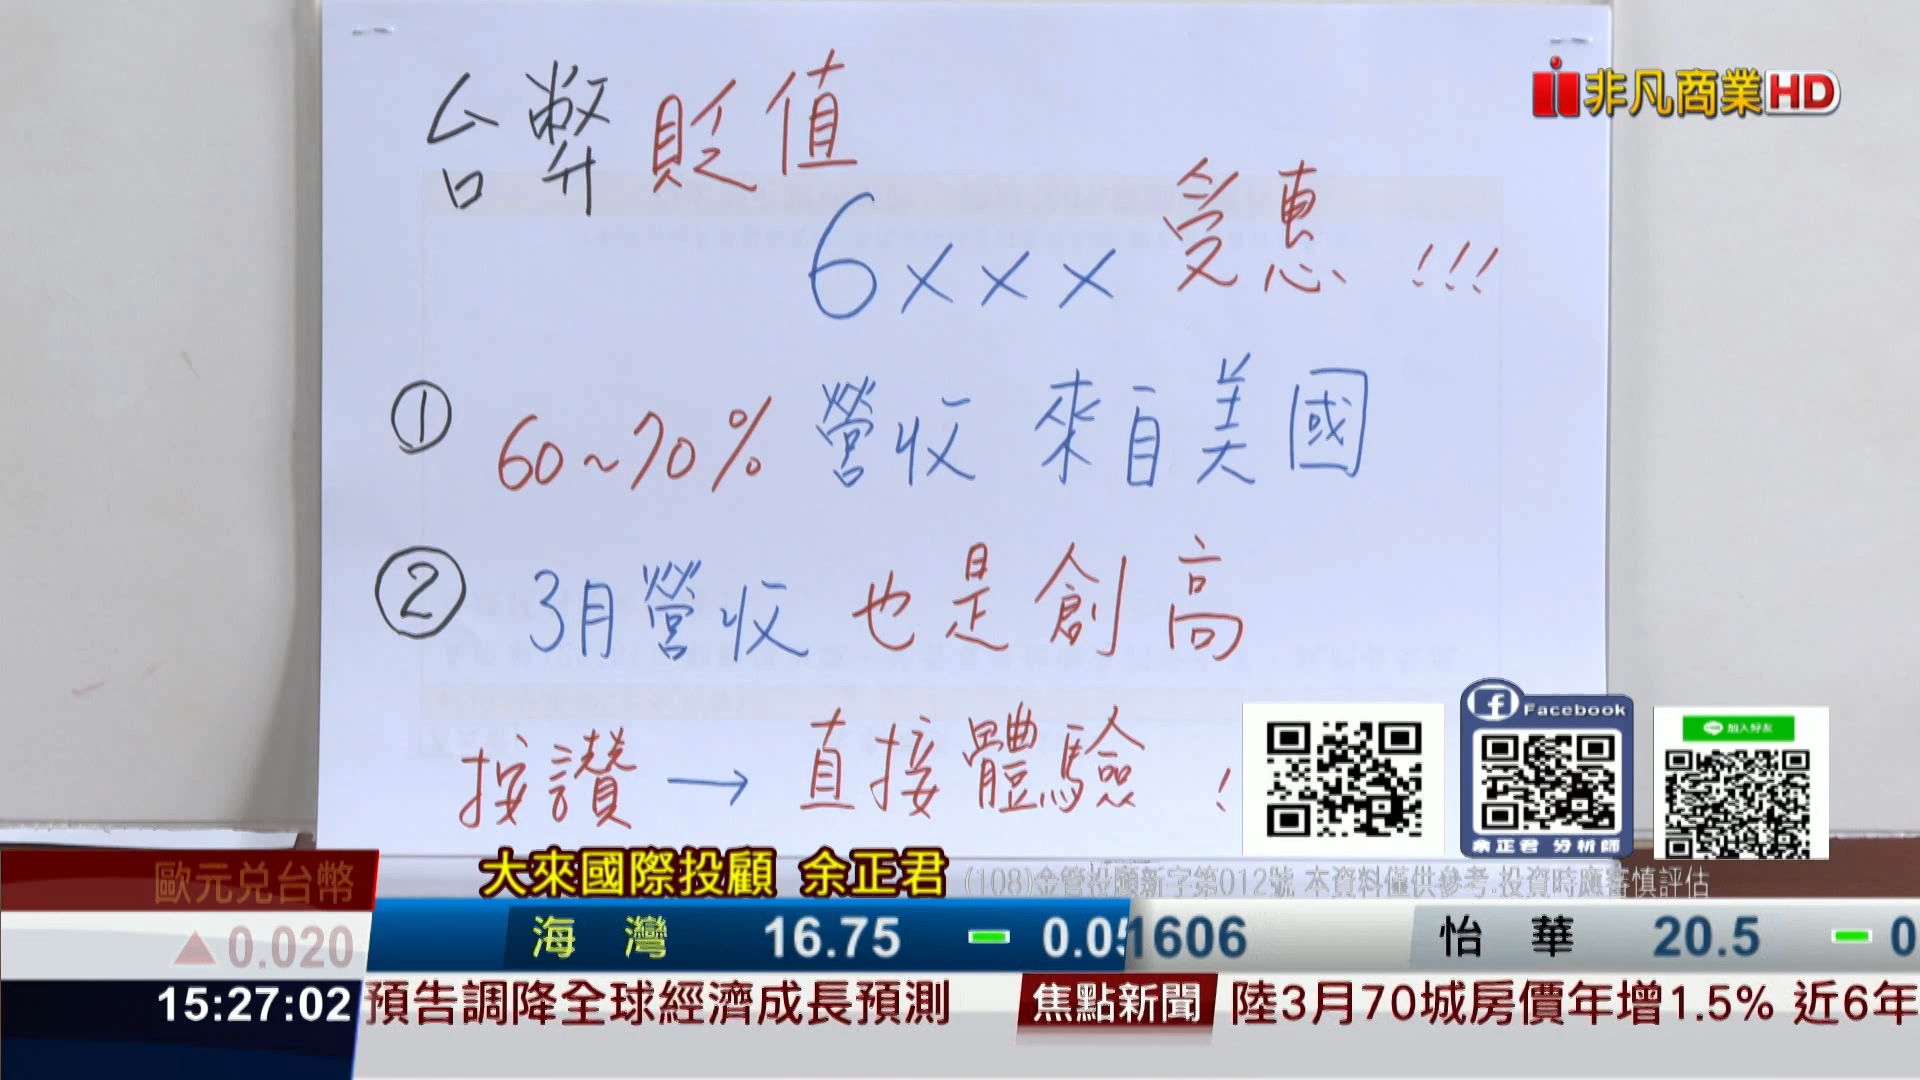 台幣貶值
非凡商業HD
6xxx 受惠!!!
① 60~70% 營收 來自美國
② 3月營收 也是創高
按讚 → 直接體驗!
Facebook
余正君 分析師
加入好友
大來國際投顧 余正君 (108)金管投顧新字第012號 本資料僅供參考.投資時應審慎評估
歐元兌台幣
▲0.020
海 灣 16.75 0.05
1606
怡 華 20.5 0
15:27:02 預告調降全球經濟成長預測 焦點新聞 陸3月70城房價年增1.5% 近6年